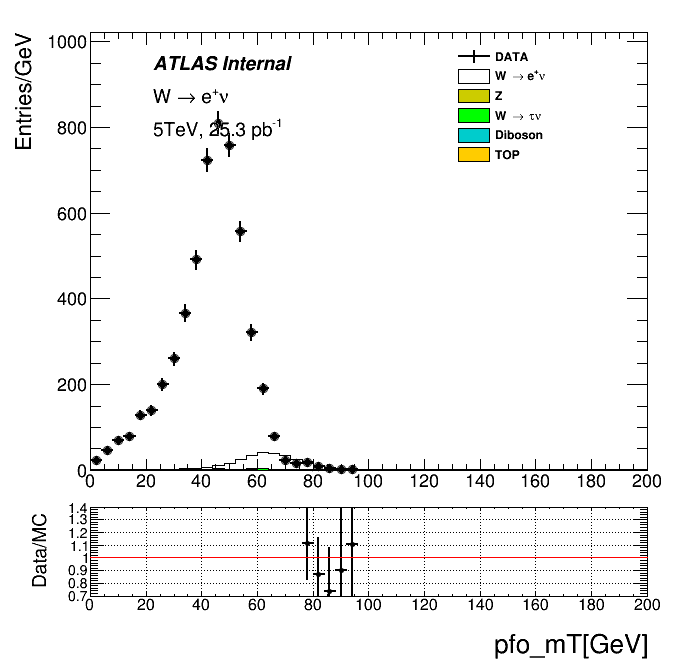 Entries/GeV
1000
800
600
400
200
0
ATLAS Internal
W → e⁺ν
5TeV, 25.3 pb⁻¹
DATA
W → e⁺ν
Z
W → τν
Diboson
TOP
0 20 40 60 80 100 120 140 160 180 200
Data/MC
1.4
1.3
1.2
1.1
1
0.9
0.8
0.7
0 20 40 60 80 100 120 140 160 180 200
pfo_mT[GeV]